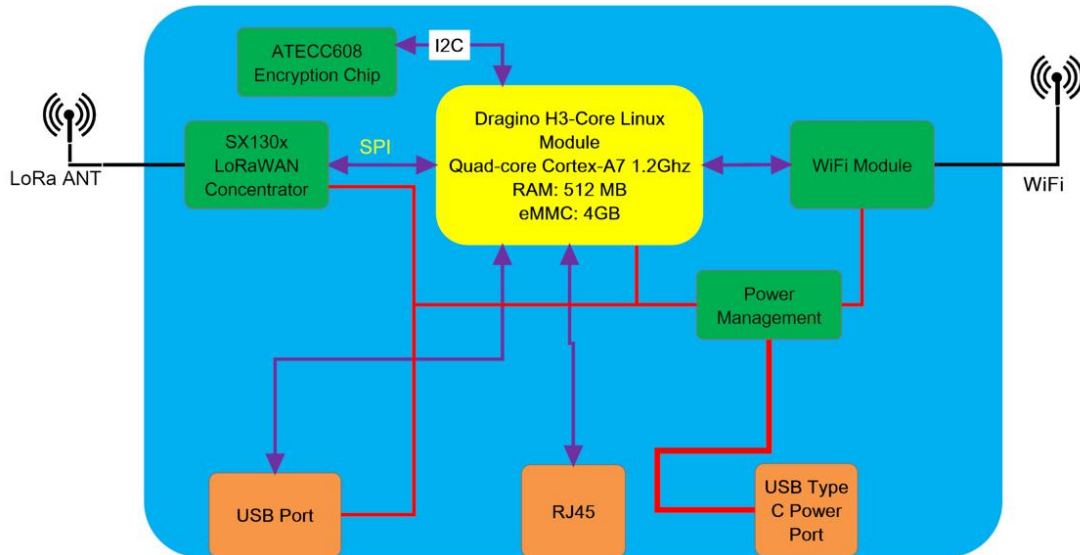 ATECC608
Encryption Chip
I2C
Dragino H3-Core Linux
Module
Quad-core Cortex-A7 1.2Ghz
RAM: 512 MB
eMMC: 4GB
LoRa ANT
SX130x
LoRaWAN
Concentrator
SPI
WiFi Module
WiFi
Power
Management
USB Port
RJ45
USB Type
C Power
Port